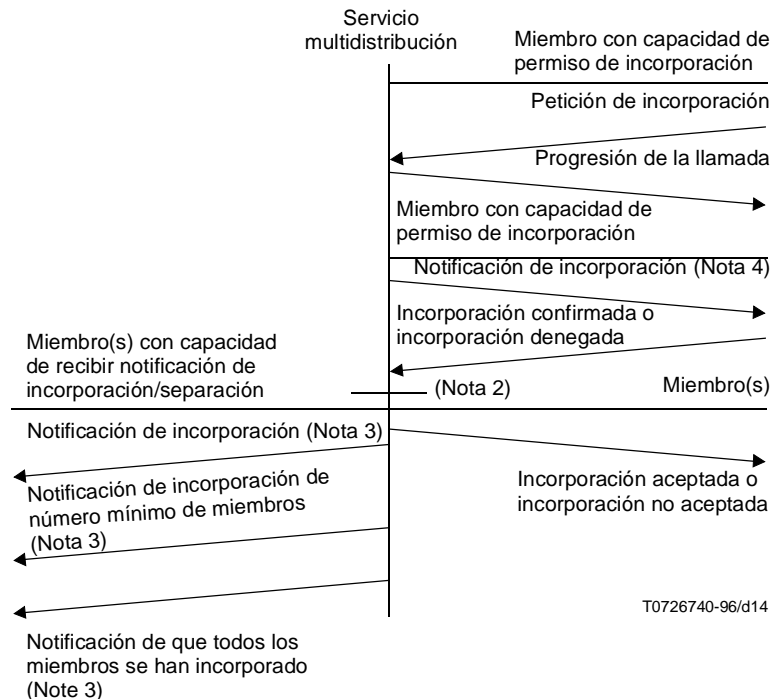 Servicio
multidistribución
Miembro con capacidad de
permiso de incorporación
Petición de incorporación
Progresión de la llamada
Miembro con capacidad de
permiso de incorporación
Notificación de incorporación (Nota 4)
Incorporación confirmada o
incorporación denegada
Miembro(s) con capacidad
de recibir notificación de
incorporación/separación
(Nota 2)
Miembro(s)
Notificación de incorporación (Nota 3)
Notificación de incorporación de
número mínimo de miembros
(Nota 3)
Incorporación aceptada o
incorporación no aceptada
T0726740-96/d14
Notificación de que todos los
miembros se han incorporado
(Note 3)